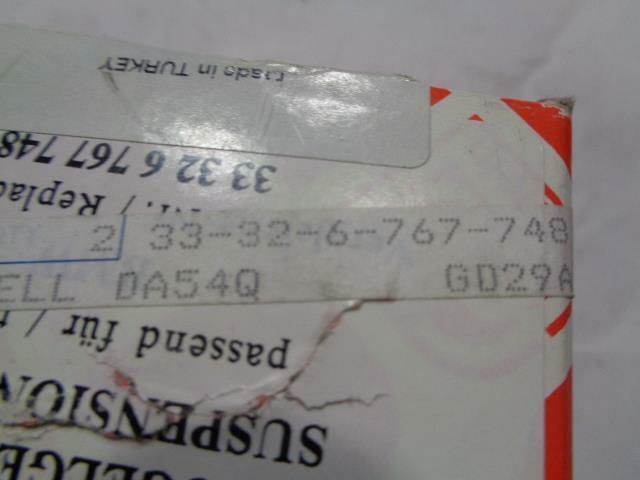 made in TURKEY
33 32 6 767 748
/ Replac
2 33-32-6-767-748
ELL DA54Q GD29A
passend für /
SUSPENSION